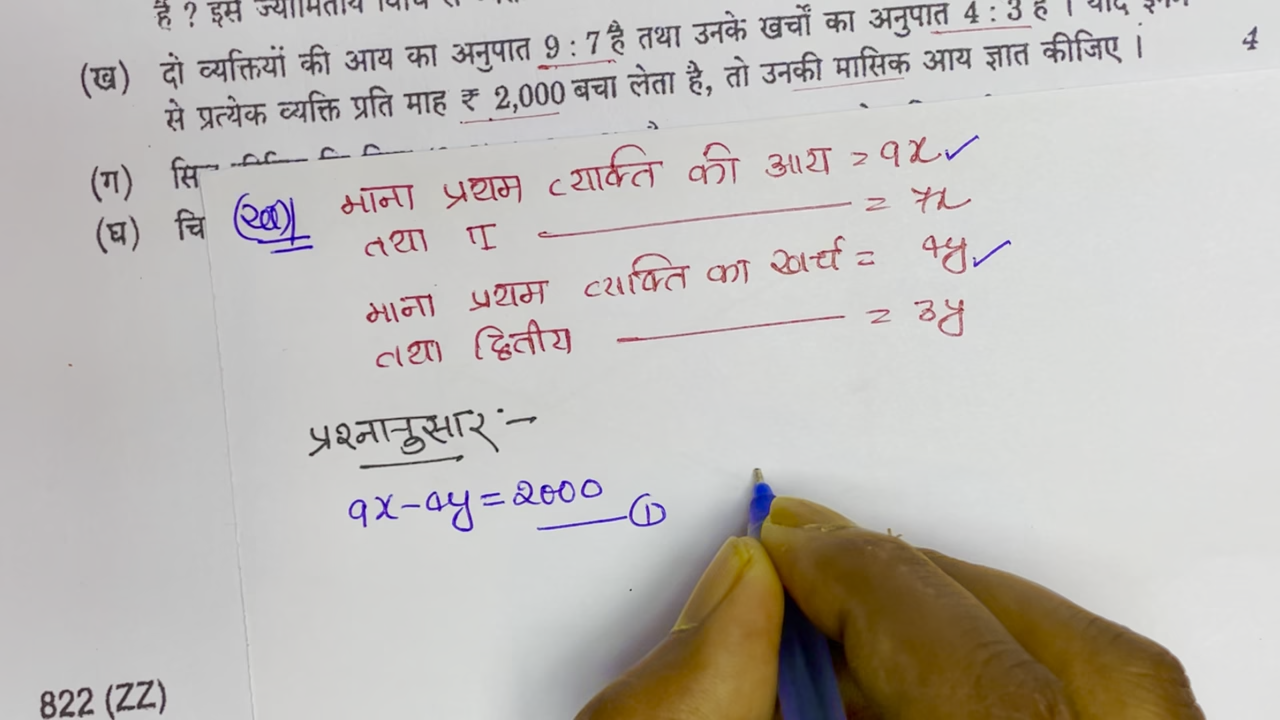 है ? इसे ज्यामितीय विधि से
(ख) दो व्यक्तियों की आय का अनुपात 9 : 7 है तथा उनके खर्चों का अनुपात 4 : 3 है । यदि इनमें
से प्रत्येक व्यक्ति प्रति माह ₹ 2,000 बचा लेता है, तो उनकी मासिक आय ज्ञात कीजिए । 4
(ग) सि
(घ) चि
(ख) माना प्रथम व्यक्ति की आय = 9x ✓
तथा II ——— = 7x
माना प्रथम व्यक्ति का खर्च = 4y ✓
तथा द्वितीय ——— = 3y
प्रश्नानुसार :-
9x-4y=2000 —①
822 (ZZ)